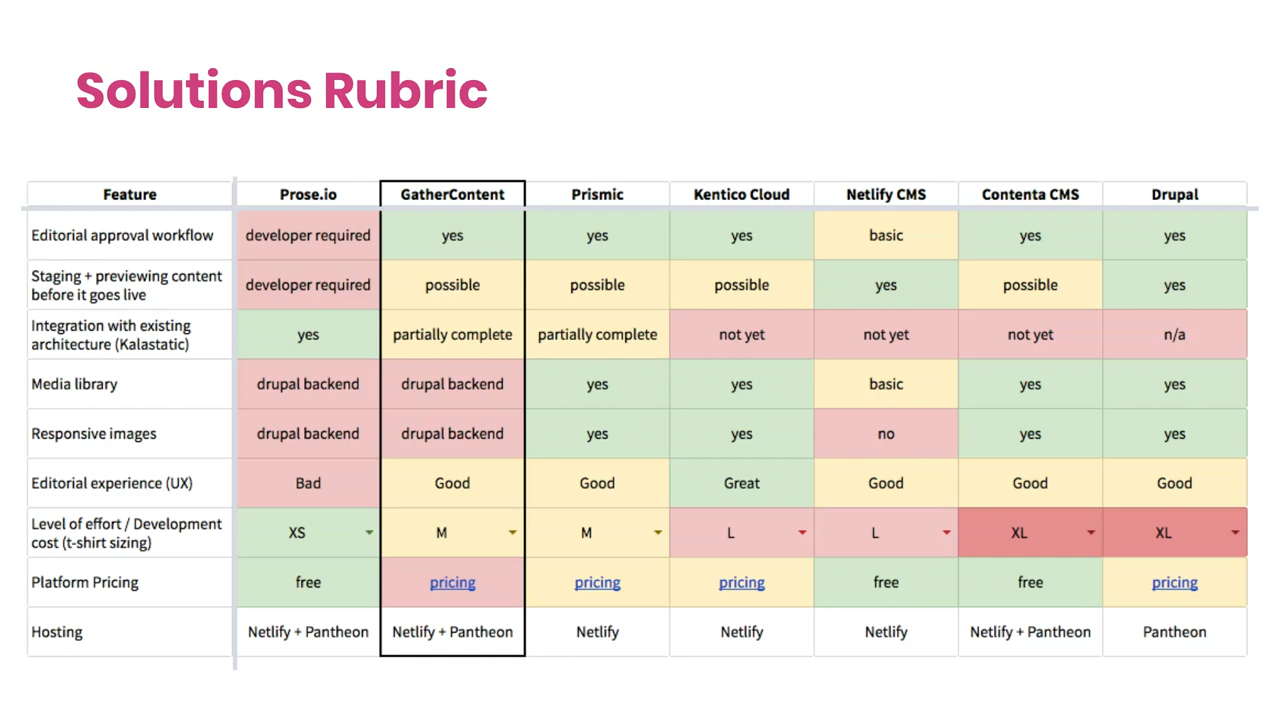 Solutions Rubric
Feature Prose.io GatherContent Prismic Kentico Cloud Netlify CMS Contenta CMS Drupal
Editorial approval workflow developer required yes yes yes basic yes yes
Staging + previewing content
before it goes live developer required possible possible possible yes possible yes
Integration with existing
architecture (Kalastatic) yes partially complete partially complete not yet not yet not yet n/a
Media library drupal backend drupal backend yes yes basic yes yes
Responsive images drupal backend drupal backend yes yes no yes yes
Editorial experience (UX) Bad Good Good Great Good Good Good
Level of effort / Development
cost (t-shirt sizing) XS M M L L XL XL
Platform Pricing free pricing pricing pricing free free pricing
Hosting Netlify + Pantheon Netlify + Pantheon Netlify Netlify Netlify Netlify + Pantheon Pantheon